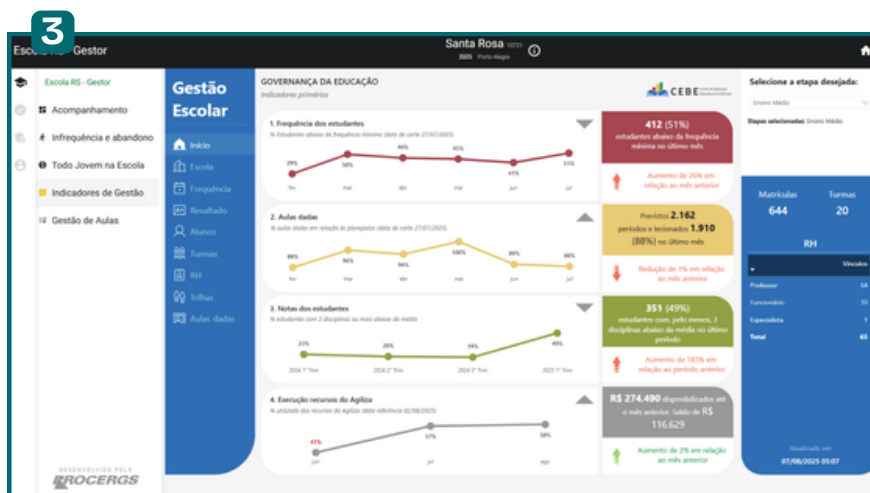 3
Gestor
Santa Rosa 10721
2025 Porto Alegre
Escola RS - Gestor
Acompanhamento
Infrequência e abandono
Todo Jovem na Escola
Indicadores de Gestão
Gestão de Aulas
DESENVOLVIDO PELA
PROCERGS
Gestão
Escolar
Início
Escola
Frequência
Resultado
Alunos
Turmas
RH
Trilhas
Aulas dadas
GOVERNANÇA DA EDUCAÇÃO
Indicadores primários
CEBE
1. Frequência dos estudantes
% Estudantes abaixo da frequência mínima (data de corte 27/07/2025)
29% 50% 46% 45% 41% 51%
fev mar abr mai jun jul
412 (51%)
estudantes abaixo da frequência
mínima no último mês
Aumento de 26% em
relação ao mês anterior
2. Aulas dadas
% aulas dadas em relação às planejadas (data de corte 27/07/2025)
88% 96% 94% 100% 89% 88%
fev mar abr mai jun jul
Previstos 2.162
períodos e lecionados 1.910
(88%) no último mês
Redução de 1% em relação
ao mês anterior
3. Notas dos estudantes
% estudantes com 3 disciplinas ou mais abaixo da média
20% 19% 49%
2024 1° Trim 2024 2° Trim 2024 3° Trim 2025 1° Trim
351 (49%)
estudantes com, pelo menos, 3
disciplinas abaixo da média no último
período
Aumento de 183% em
relação ao período anterior
4. Execução recursos do Agiliza
% utilizado dos recursos do Agiliza (data referência 02/08/2025)
41% 57% 58%
jun jul ago
R$ 274.490 disponibilizados até
o mês anterior. Saldo de R$
116.629
Aumento de 2% em relação
ao mês anterior
Selecione a etapa desejada:
Ensino Médio
Etapas selecionadas: Ensino Médio
Matrículas Turmas
644 20
RH
Vínculos
Professor 54
Funcionário 10
Especialista 1
Total 65
Atualizado em
07/08/2025 05:07